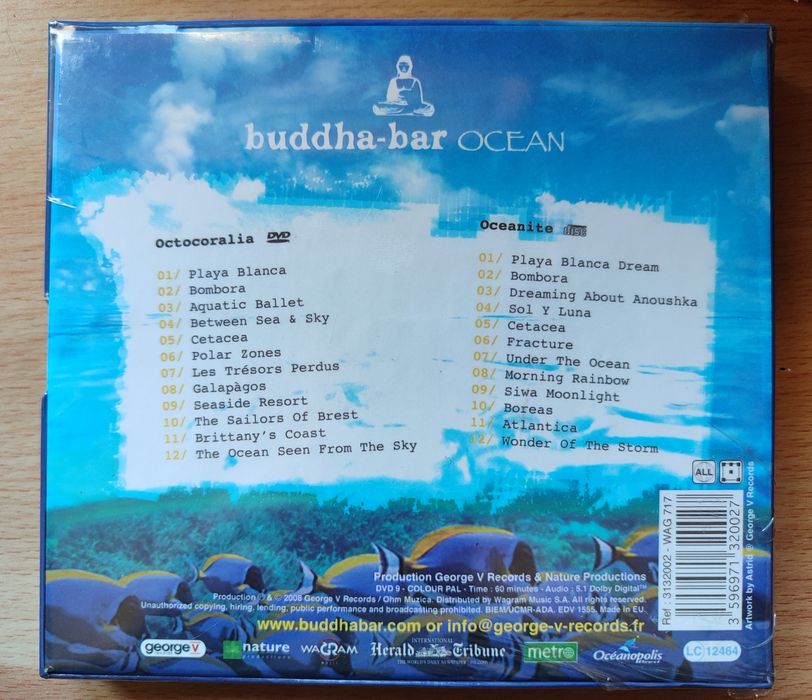 buddha-bar OCEAN
Octocoralia DVD
01/ Playa Blanca
02/ Bombora
03/ Aquatic Ballet
04/ Between Sea & Sky
05/ Cetacea
06/ Polar Zones
07/ Les Trésors Perdus
08/ Galapàgos
09/ Seaside Resort
10/ The Sailors Of Brest
11/ Brittany's Coast
12/ The Ocean Seen From The Sky
Oceanite disc
01/ Playa Blanca Dream
02/ Bombora
03/ Dreaming About Anoushka
04/ Sol Y Luna
05/ Cetacea
06/ Fracture
07/ Under The Ocean
08/ Morning Rainbow
09/ Siwa Moonlight
10/ Boreas
11/ Atlantica
12/ Wonder Of The Storm
ALL
Production George V Records & Nature Productions
DVD 9 - COLOUR PAL - Time : 60 minutes - Audio : 5.1 Dolby Digital™
Production ℗ & © 2008 George V Records / Ohm Muzica. Distributed by Wagram Music S.A. All rights reserved.
Unauthorized copying, hiring, lending, public performance and broadcasting prohibited. BIEM/UCMR-ADA. EDV 1555. Made in EU.
www.buddhabar.com or info@george-v-records.fr
Ref : 3132002 - WAG 717
3 596971 320027
Artwork by Astrid @ George V Records
george V
nature
productions
WAGRAM
music
INTERNATIONAL
Herald Tribune
THE WORLD'S DAILY NEWSPAPER
metro
Océanopolis
Brest
LC 12464